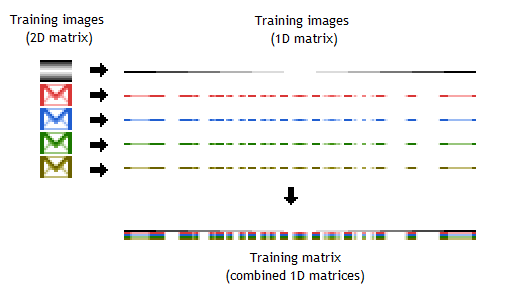 Training images
(2D matrix)
Training images
(1D matrix)
Training matrix
(combined 1D matrices)